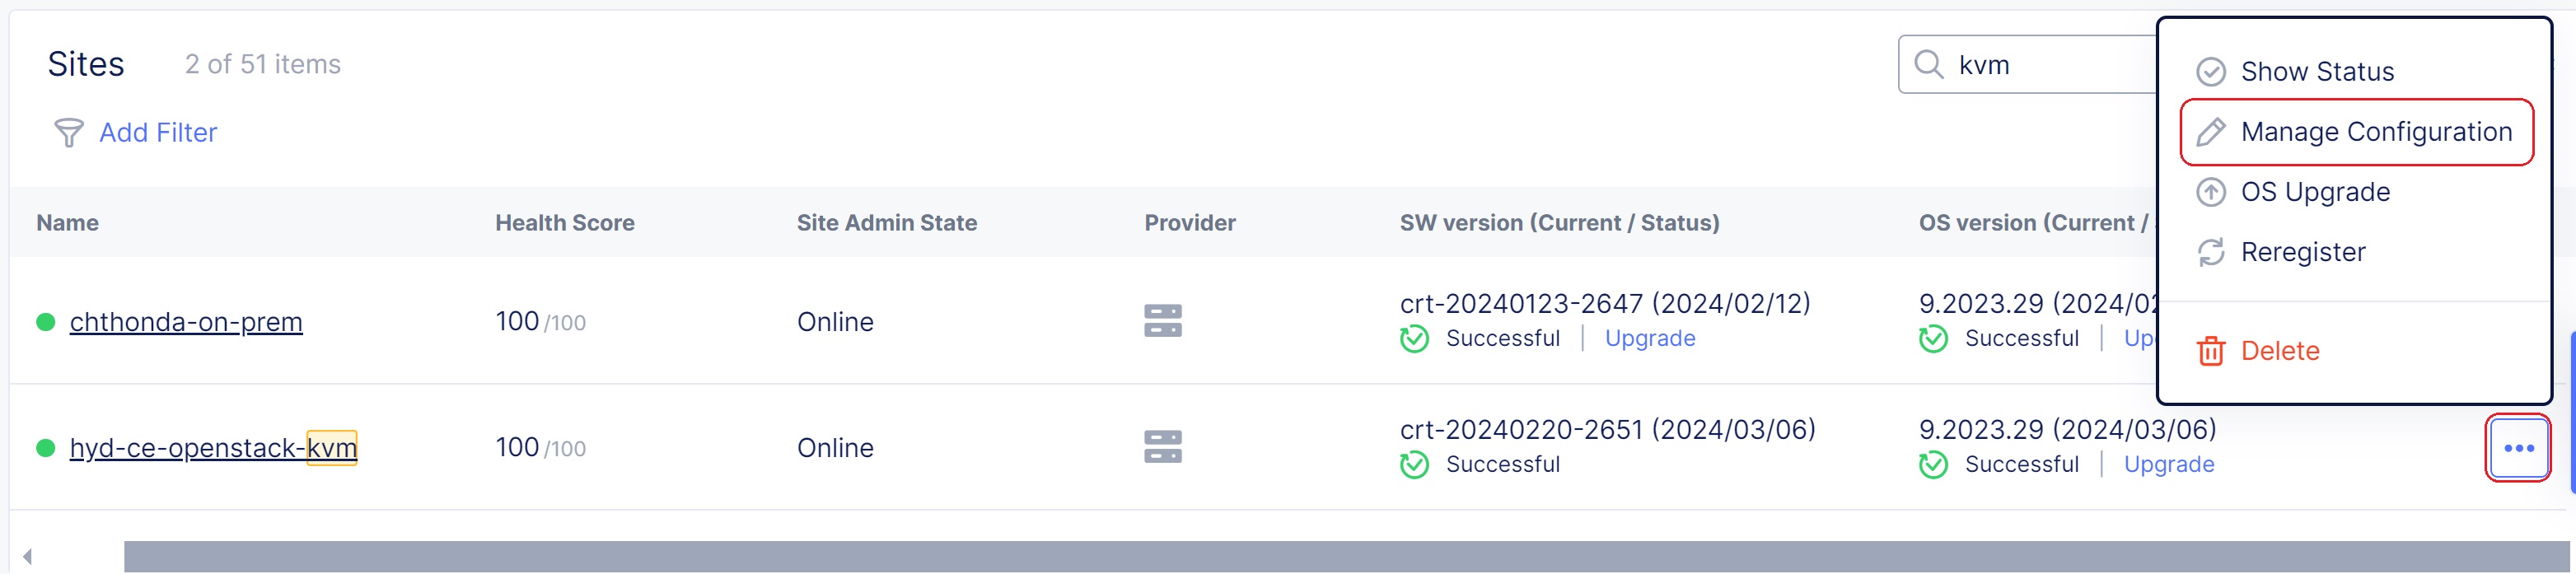 Sites 2 of 51 items kvm
Add Filter
Show Status
Manage Configuration
OS Upgrade
Reregister
Delete
Name Health Score Site Admin State Provider SW version (Current / Status) OS version (Current /
chthonda-on-prem 100 /100 Online crt-20240123-2647 (2024/02/12) 9.2023.29 (2024/02
Successful | Upgrade Successful | Up
hyd-ce-openstack-kvm 100 /100 Online crt-20240220-2651 (2024/03/06) 9.2023.29 (2024/03/06)
Successful Successful | Upgrade